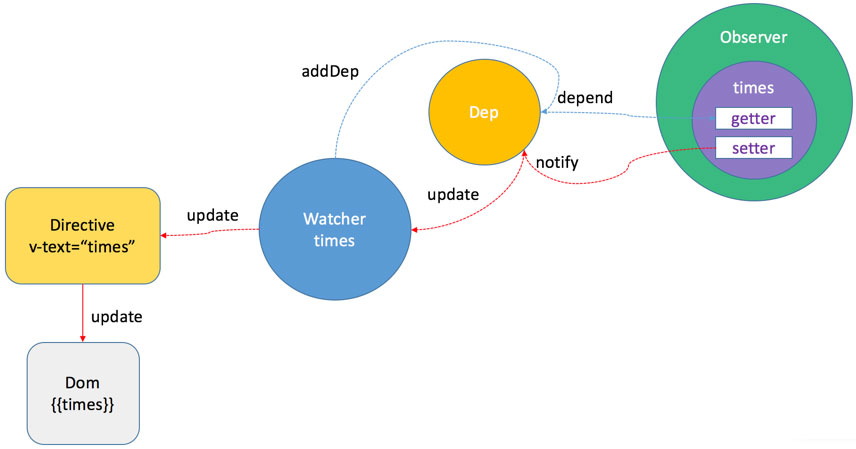 Observer
addDep
times
depend
Dep
getter
setter
notify
update
Watcher
times
update
Directive
v-text=“times”
update
Dom
{{times}}